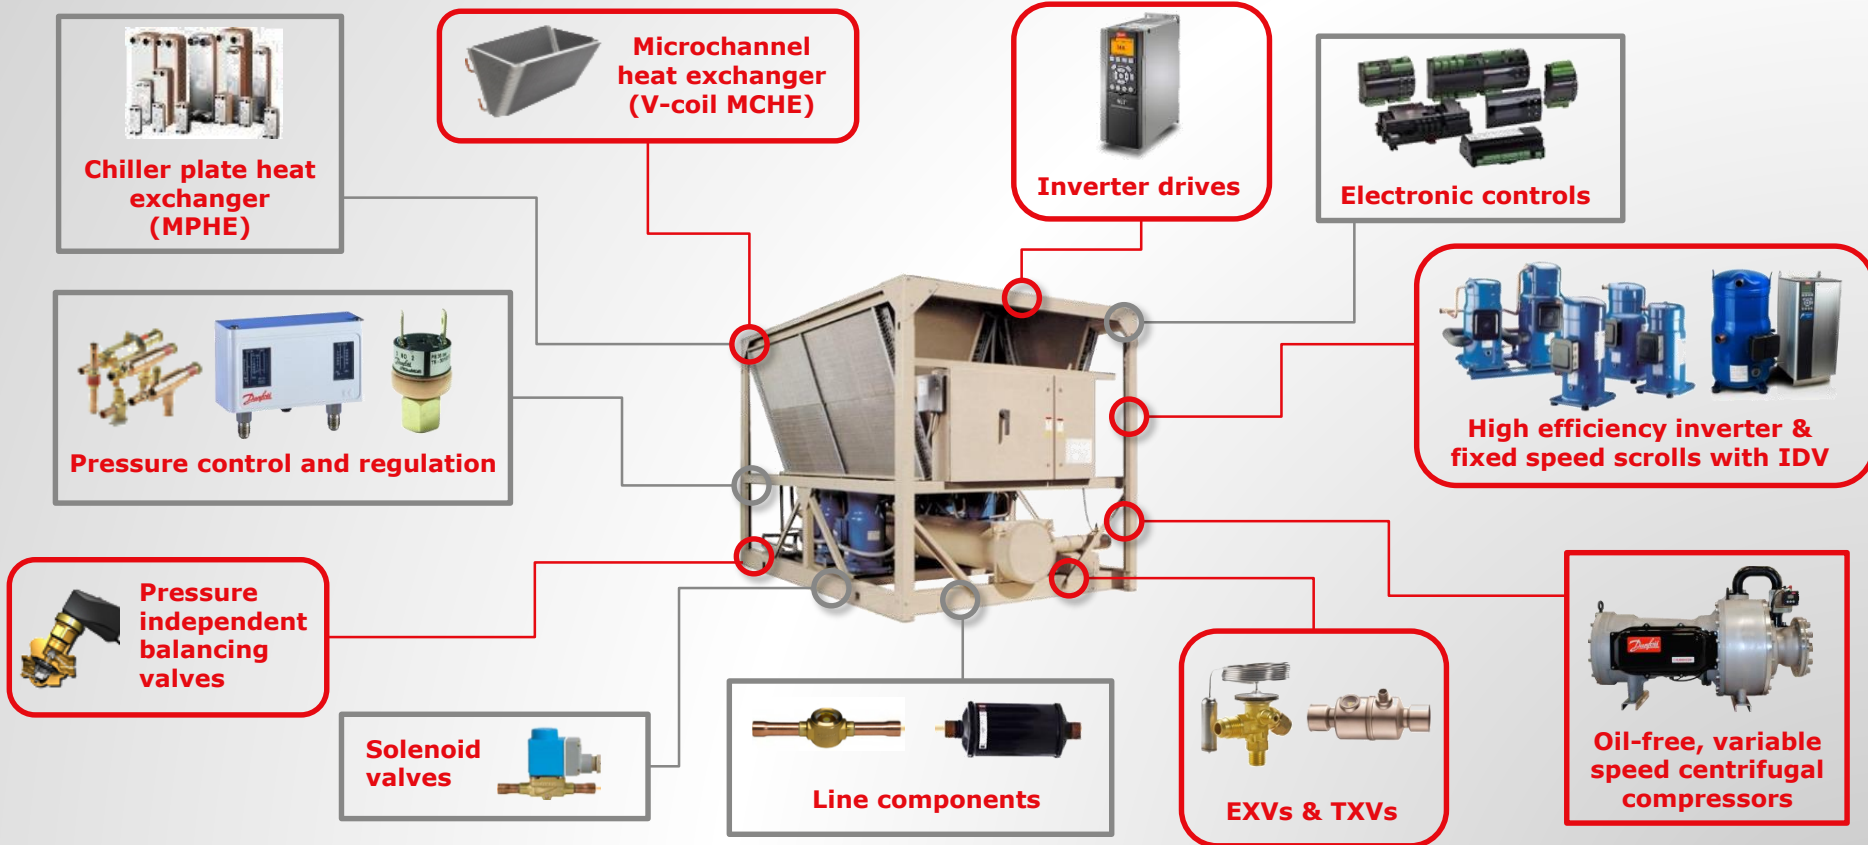 Microchannel
heat exchanger
(V-coil MCHE)
Inverter drives
Electronic controls
Chiller plate heat
exchanger
(MPHE)
Danfoss
Pressure control and regulation
High efficiency inverter &
fixed speed scrolls with IDV
Pressure
independent
balancing
valves
Solenoid
valves
Line components
EXVs & TXVs
Danfoss
Oil-free, variable
speed centrifugal
compressors